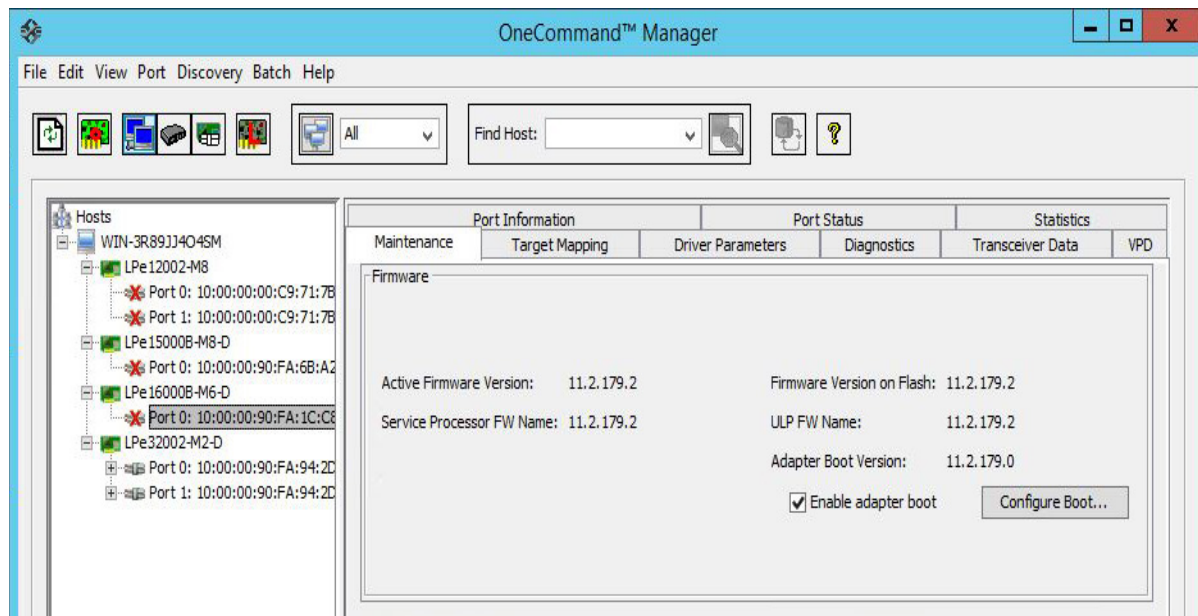 OneCommand™ Manager
File Edit View Port Discovery Batch Help
All
Find Host:
Hosts
WIN-3R89JJ4O4SM
LPe12002-M8
Port 0: 10:00:00:00:C9:71:7B
Port 1: 10:00:00:00:C9:71:7B
LPe15000B-M8-D
Port 0: 10:00:00:90:FA:6B:A2
LPe16000B-M6-D
Port 0: 10:00:00:90:FA:1C:C8
LPe32002-M2-D
Port 0: 10:00:00:90:FA:94:2D
Port 1: 10:00:00:90:FA:94:2D
Port Information Port Status Statistics
Maintenance Target Mapping Driver Parameters Diagnostics Transceiver Data VPD
Firmware
Active Firmware Version: 11.2.179.2 Firmware Version on Flash: 11.2.179.2
Service Processor FW Name: 11.2.179.2 ULP FW Name: 11.2.179.2
Adapter Boot Version: 11.2.179.0
Enable adapter boot Configure Boot...